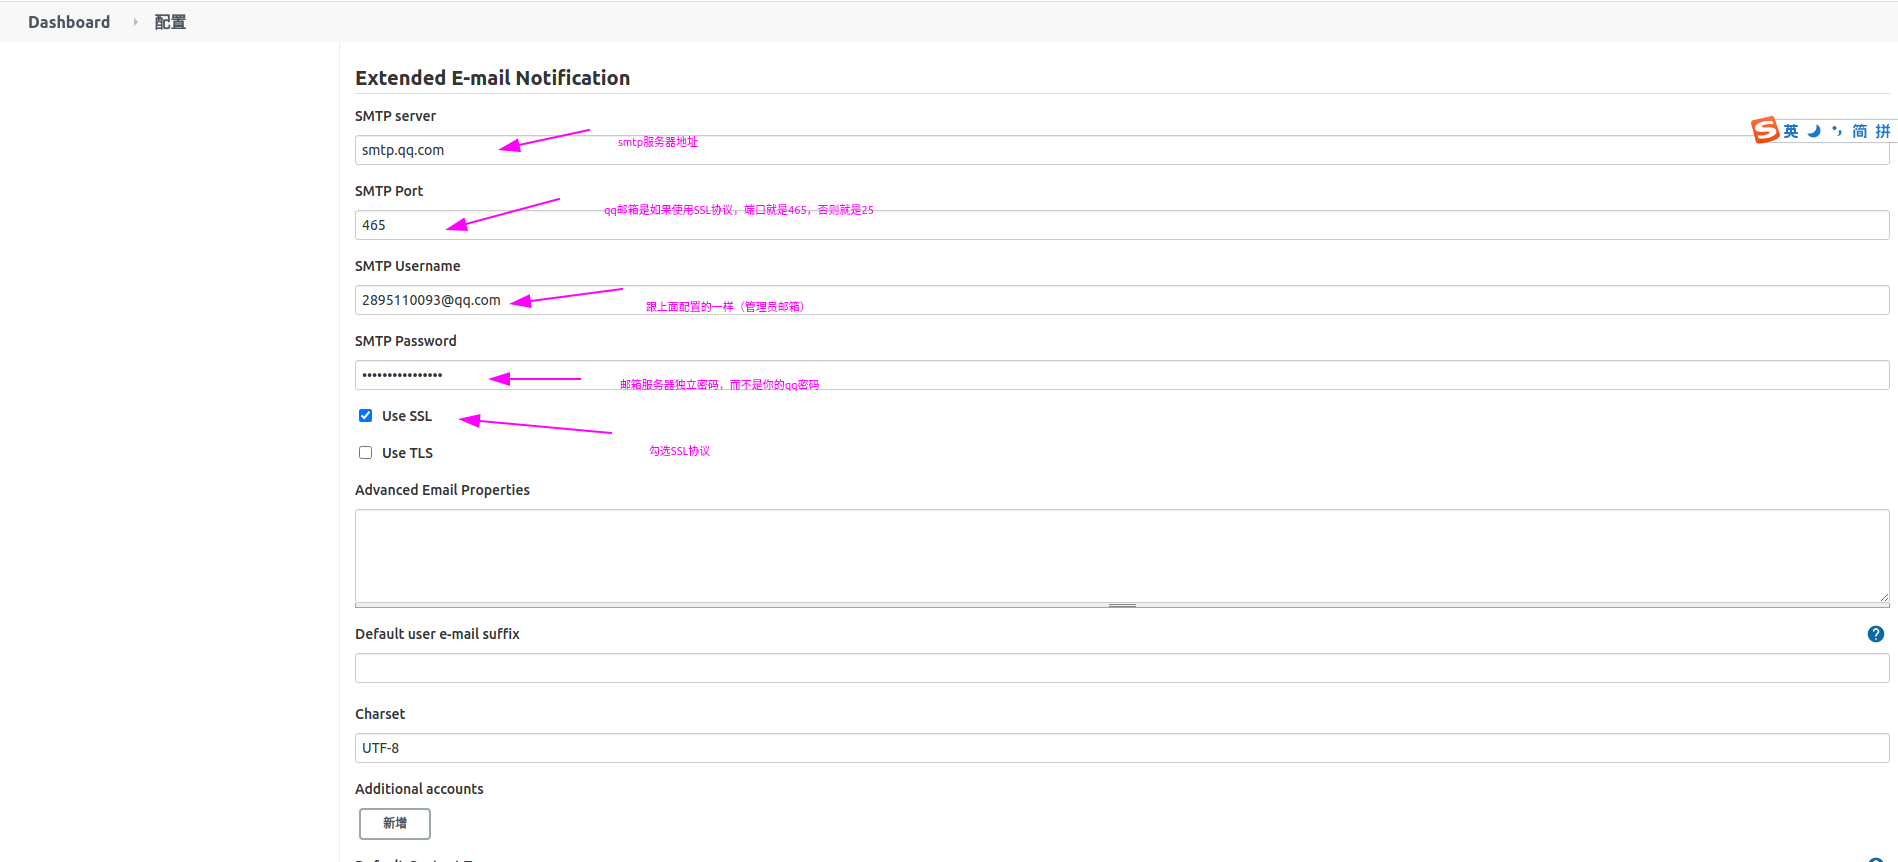 Dashboard 配置
Extended E-mail Notification
SMTP server
英 简 拼
smtp服务器地址
smtp.qq.com
SMTP Port
qq邮箱是如果使用SSL协议，端口就是465，否则就是25
465
SMTP Username
2895110093@qq.com
跟上面配置的一样（管理员邮箱）
SMTP Password
••••••••••••••••
邮箱服务器独立密码，而不是你的qq密码
Use SSL
勾选SSL协议
Use TLS
Advanced Email Properties
Default user e-mail suffix
?
Charset
UTF-8
Additional accounts
新增